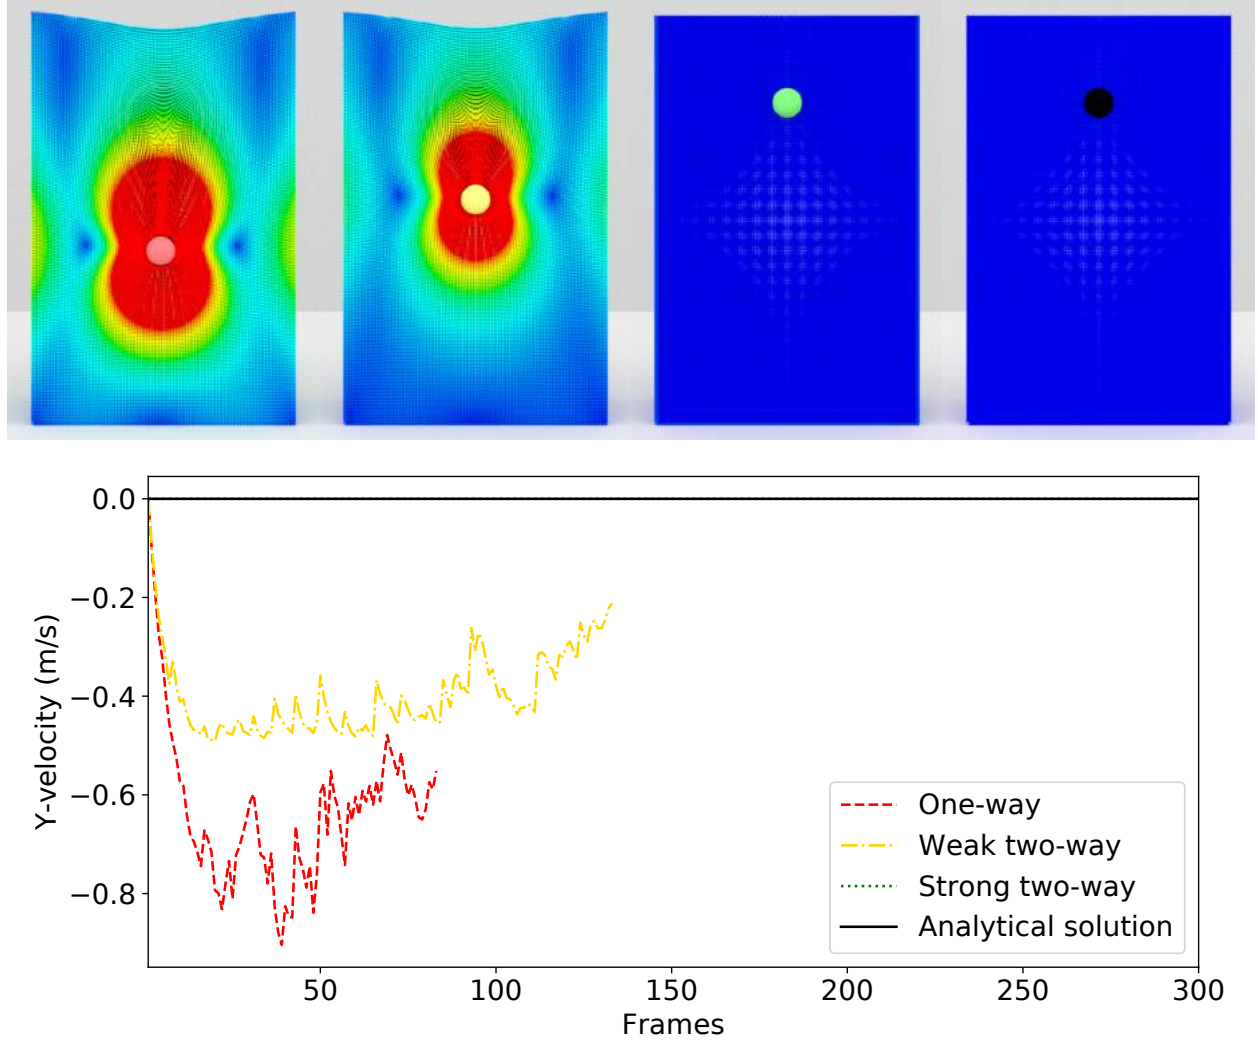 0.0
−0.2
−0.4
−0.6
−0.8
Y-velocity (m/s)
50
100
150
200
250
300
Frames
One-way
Weak two-way
Strong two-way
Analytical solution